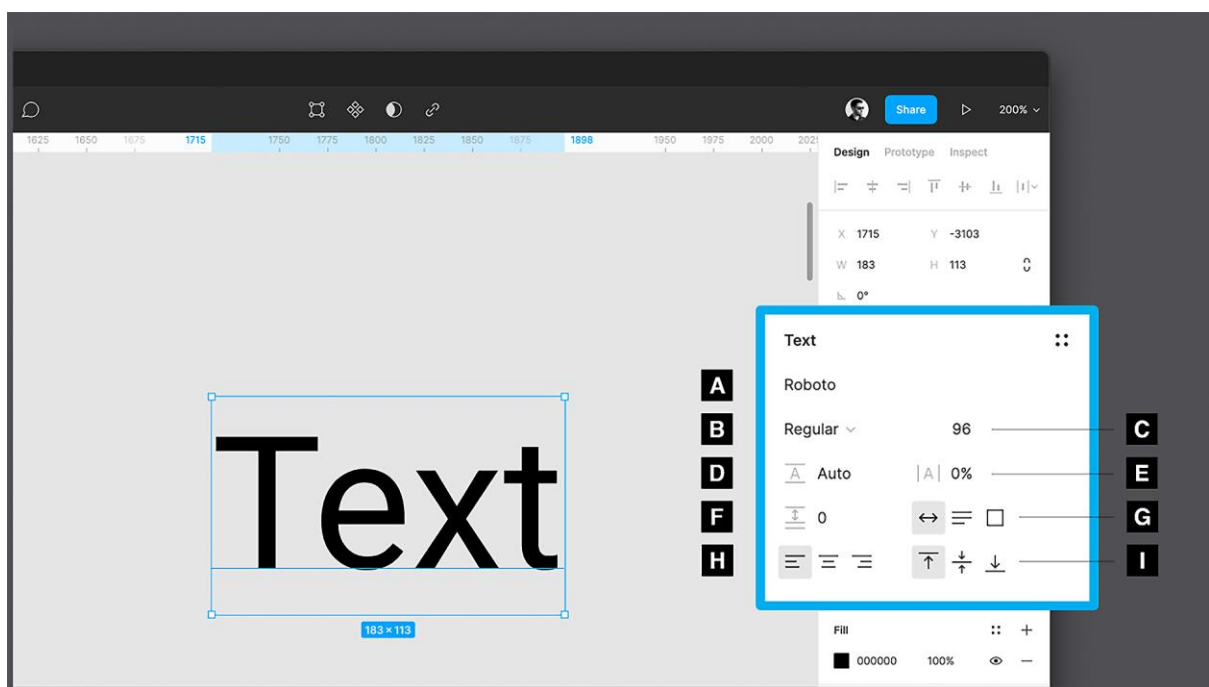 Share
200%
1625 1650 1675 1715 1750 1775 1800 1825 1850 1875 1898 1950 1975 2000 202
Design Prototype Inspect
X 1715 Y -3103
W 183 H 113
0°
Text
A Roboto
B Regular 96 C
D A Auto |A| 0% E
F 0 G
H I
Text
183 × 113
Fill
000000 100%